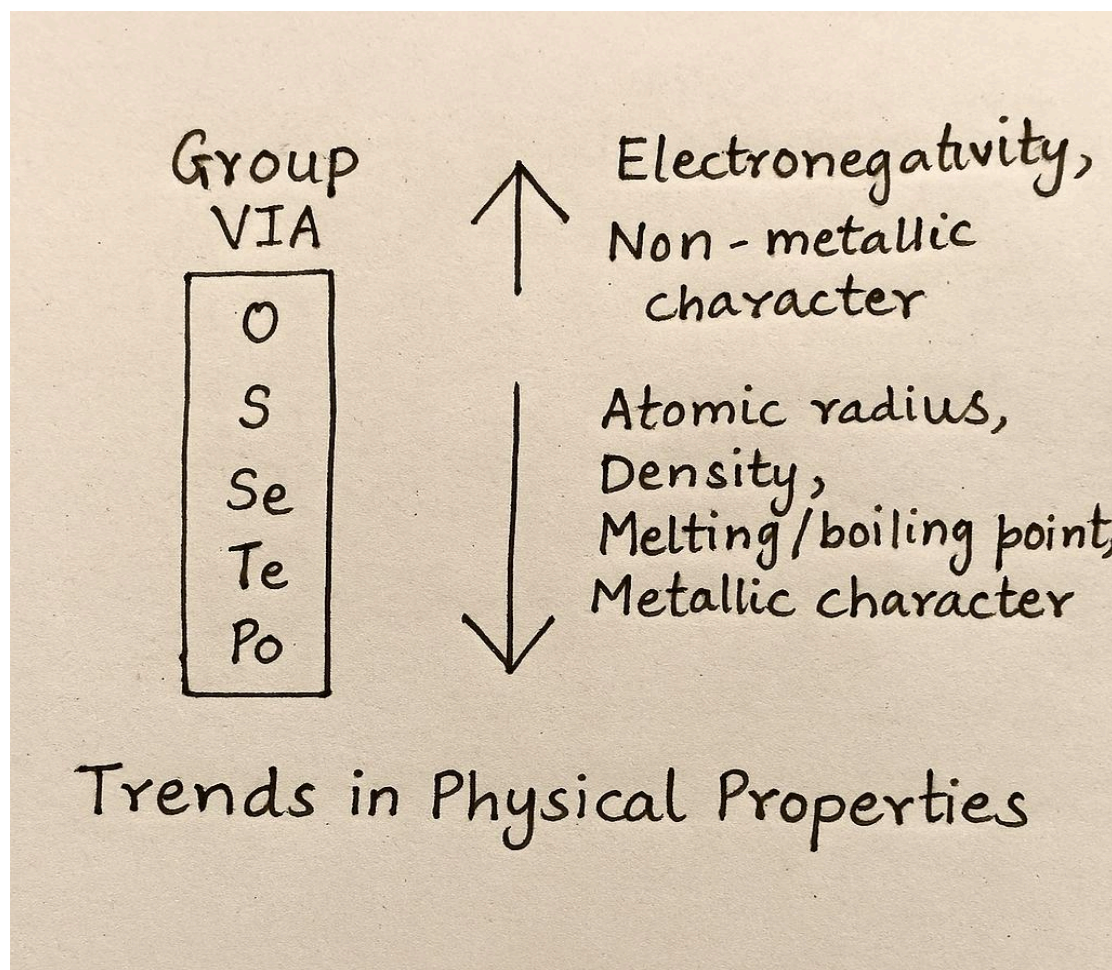 Group
VIA
O
S
Se
Te
Po
Electronegativity,
Non-metallic
character
Atomic radius,
Density,
Melting/boiling point,
Metallic character
Trends in Physical Properties